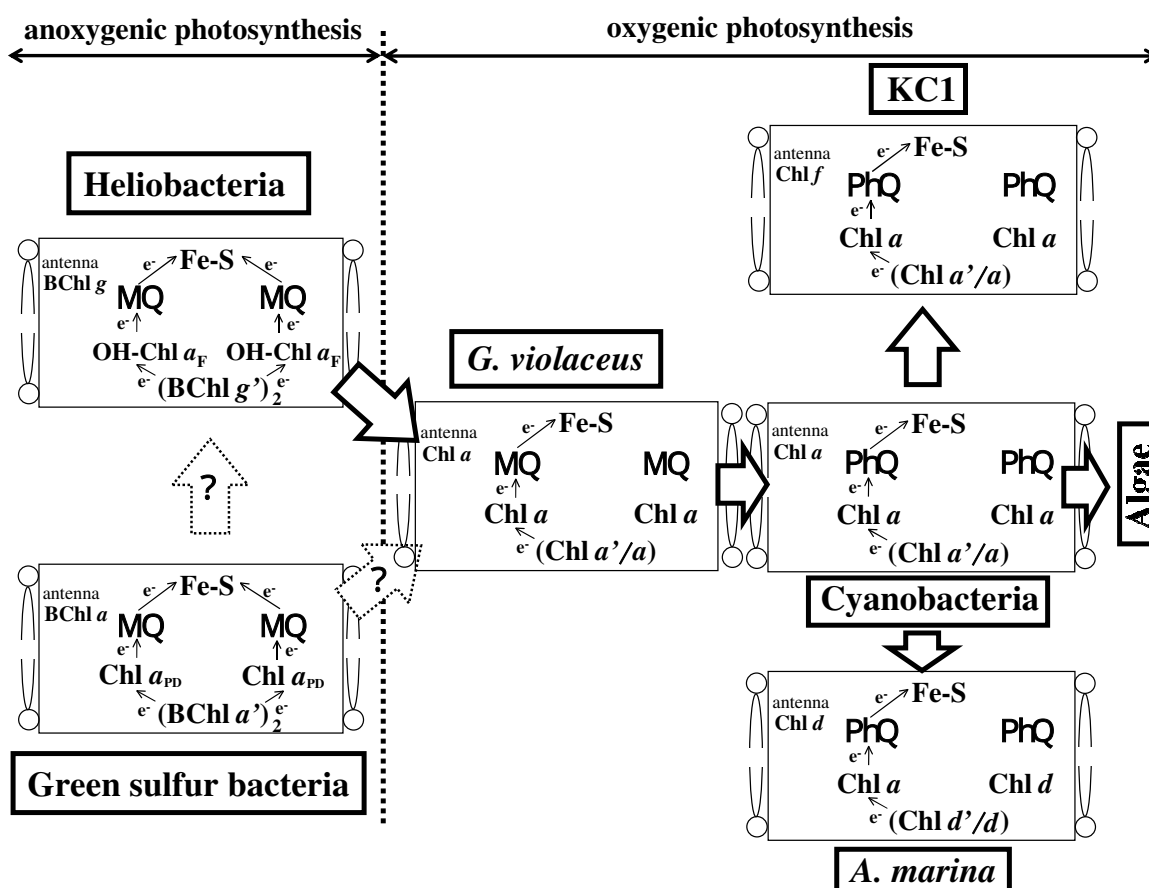 anoxygenic photosynthesis
oxygenic photosynthesis
KC1
antenna
Chl f
e-
Fe-S
PhQ
PhQ
e-
Chl a
Chl a
e-
(Chl a’/a)
Heliobacteria
antenna
BChl g
e-
Fe-S
e-
MQ
MQ
e-
e-
OH-Chl aF
OH-Chl aF
e-
(BChl g’)2
e-
G. violaceus
antenna
Chl a
e-
Fe-S
MQ
MQ
e-
Chl a
Chl a
e-
(Chl a’/a)
antenna
Chl a
e-
Fe-S
PhQ
PhQ
e-
Chl a
Chl a
e-
(Chl a’/a)
Cyanobacteria
Algae
?
?
antenna
BChl a
e-
Fe-S
e-
MQ
MQ
e-
e-
Chl aPD
Chl aPD
e-
(BChl a’)2
e-
Green sulfur bacteria
antenna
Chl d
e-
Fe-S
PhQ
PhQ
e-
Chl a
Chl d
e-
(Chl d’/d)
A. marina